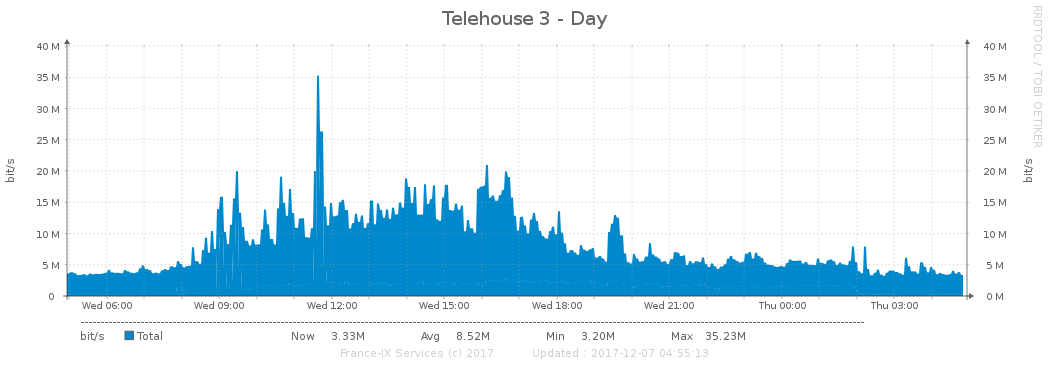 Telehouse 3 - Day
RRDTOOL / TOBI OETIKER
40 M 40 M
35 M 35 M
30 M 30 M
25 M 25 M
20 M 20 M
15 M 15 M
10 M 10 M
5 M 5 M
0 0 M
bit/s bit/s
Wed 06:00 Wed 09:00 Wed 12:00 Wed 15:00 Wed 18:00 Wed 21:00 Thu 00:00 Thu 03:00
bit/s Total Now 3.33M Avg 8.52M Min 3.20M Max 35.23M
France-IX Services (c) 2017 Updated : 2017-12-07 04:55:13